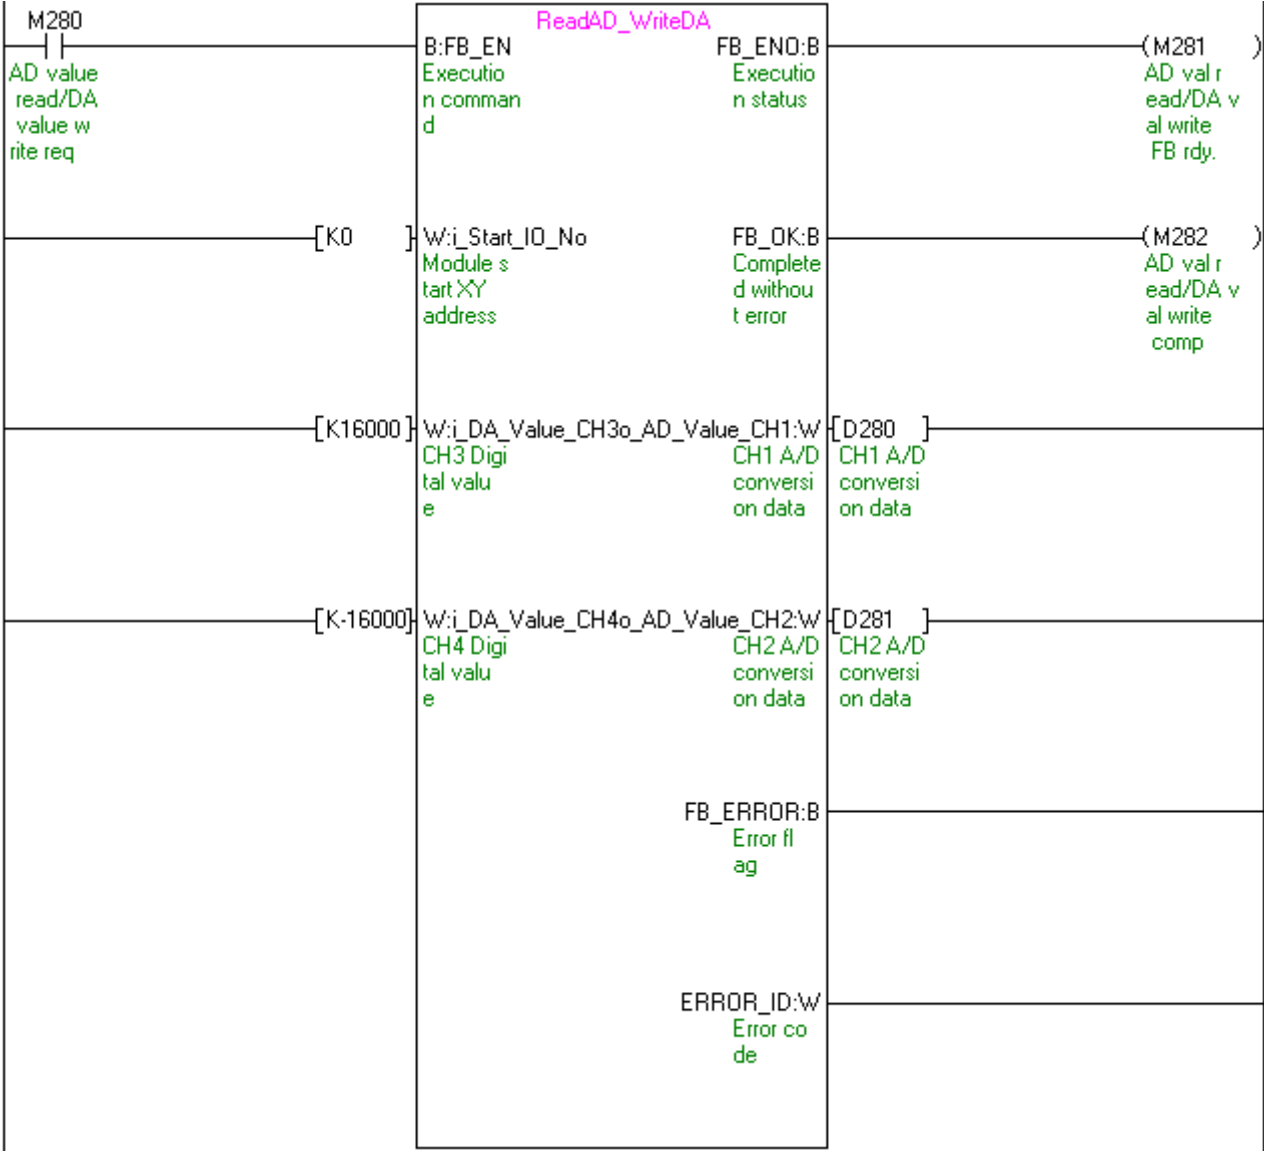 M280
ReadAD_WriteDA
B:FB_EN
FB_ENO:B
(M281 )
AD value
read/DA
value w
rite req
Executio
n comman
d
Executio
n status
AD val r
ead/DA v
al write
FB rdy.
[K0 ]
W:i_Start_IO_No
FB_OK:B
(M282 )
Module s
tart XY
address
Complete
d withou
t error
AD val r
ead/DA v
al write
comp
[K16000]
W:i_DA_Value_CH3o_AD_Value_CH1:W
[D280 ]
CH3 Digi
tal valu
e
CH1 A/D
conversi
on data
CH1 A/D
conversi
on data
[K-16000]
W:i_DA_Value_CH4o_AD_Value_CH2:W
[D281 ]
CH4 Digi
tal valu
e
CH2 A/D
conversi
on data
CH2 A/D
conversi
on data
FB_ERROR:B
Error fl
ag
ERROR_ID:W
Error co
de